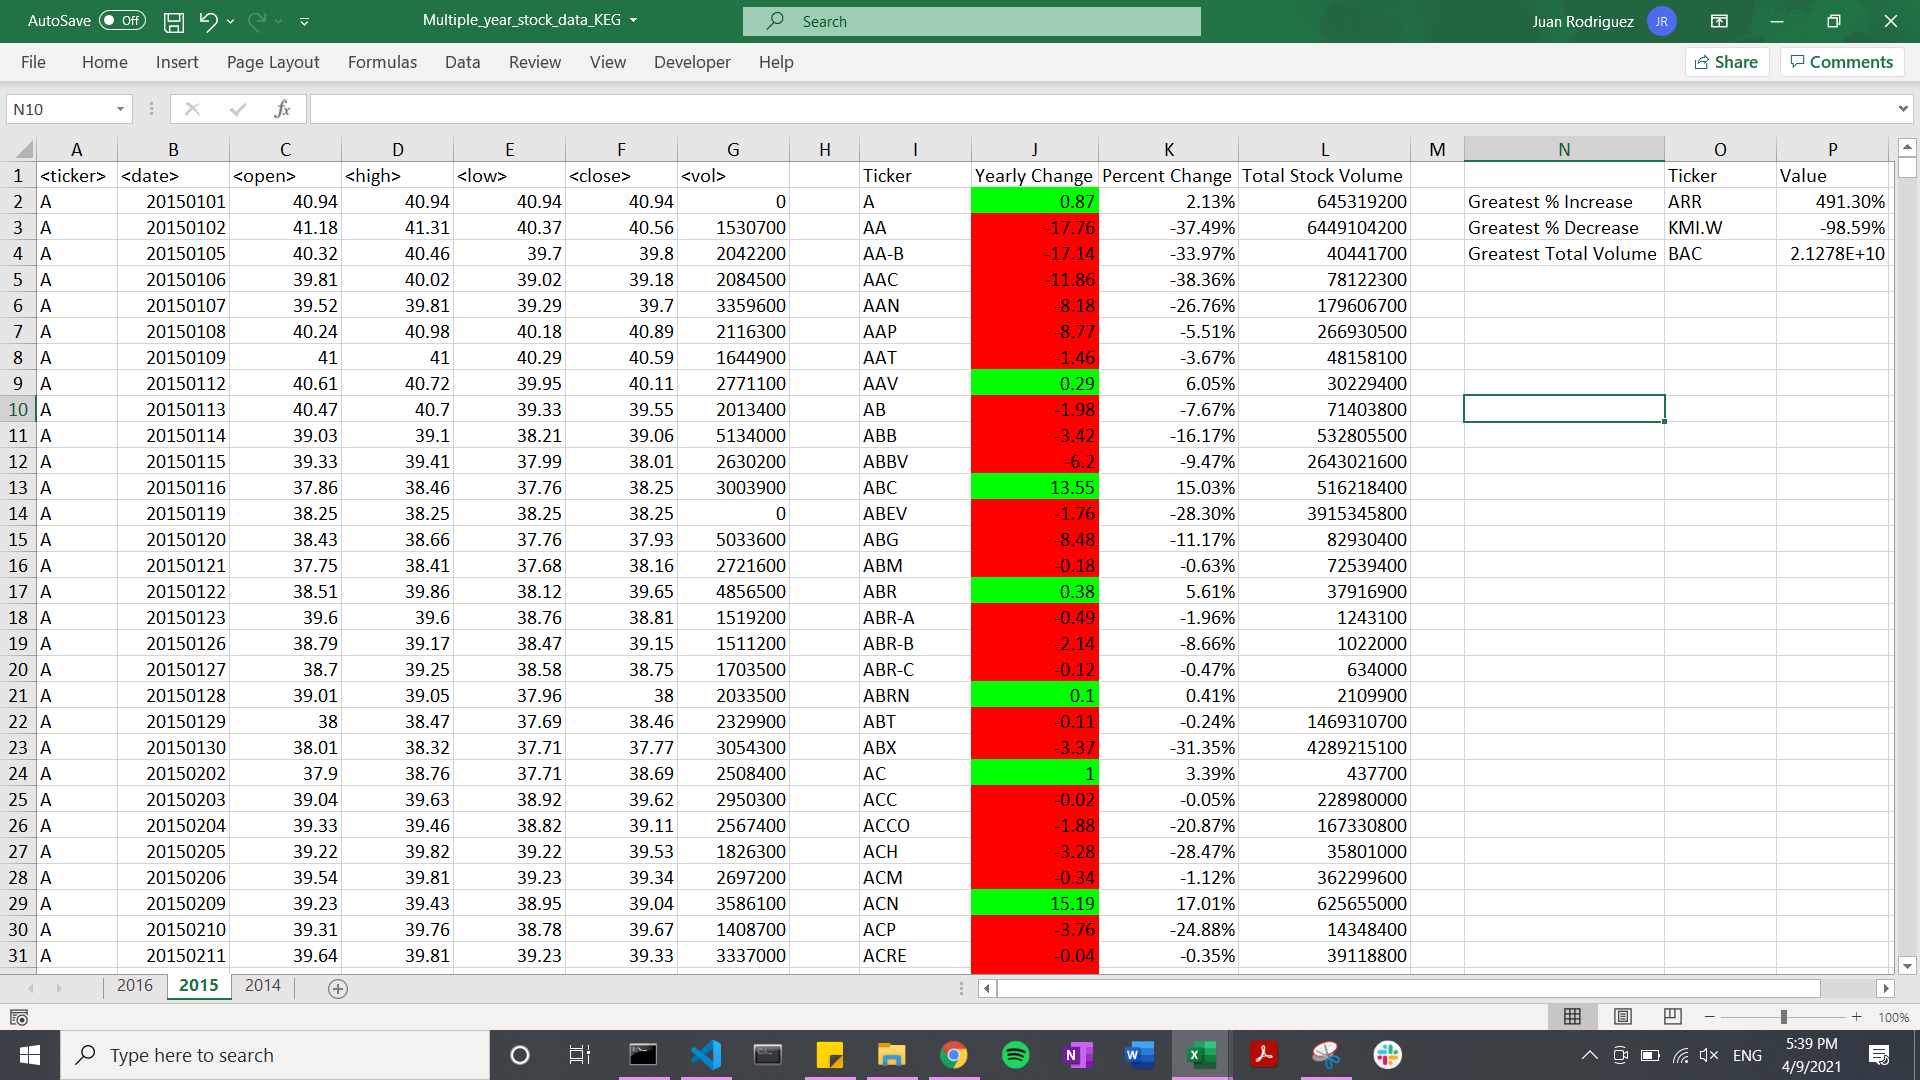 AutoSave Off Multiple_year_stock_data_KEG Search Juan Rodriguez JR
File Home Insert Page Layout Formulas Data Review View Developer Help Share Comments
N10 fx
A B C D E F G H I J K L M N O P
1 <ticker> <date> <open> <high> <low> <close> <vol> Ticker Yearly Change Percent Change Total Stock Volume Ticker Value
2 A 20150101 40.94 40.94 40.94 40.94 0 A 0.87 2.13% 645319200 Greatest % Increase ARR 491.30%
3 A 20150102 41.18 41.31 40.37 40.56 1530700 AA -17.76 -37.49% 6449104200 Greatest % Decrease KMI.W -98.59%
4 A 20150105 40.32 40.46 39.7 39.8 2042200 AA-B -17.14 -33.97% 40441700 Greatest Total Volume BAC 2.1278E+10
5 A 20150106 39.81 40.02 39.02 39.18 2084500 AAC -11.86 -38.36% 78122300
6 A 20150107 39.52 39.81 39.29 39.7 3359600 AAN -8.18 -26.76% 179606700
7 A 20150108 40.24 40.98 40.18 40.89 2116300 AAP -8.77 -5.51% 266930500
8 A 20150109 41 41 40.29 40.59 1644900 AAT -1.46 -3.67% 48158100
9 A 20150112 40.61 40.72 39.95 40.11 2771100 AAV 0.29 6.05% 30229400
10 A 20150113 40.47 40.7 39.33 39.55 2013400 AB -1.98 -7.67% 71403800
11 A 20150114 39.03 39.1 38.21 39.06 5134000 ABB -3.42 -16.17% 532805500
12 A 20150115 39.33 39.41 37.99 38.01 2630200 ABBV -6.2 -9.47% 2643021600
13 A 20150116 37.86 38.46 37.76 38.25 3003900 ABC 13.55 15.03% 516218400
14 A 20150119 38.25 38.25 38.25 38.25 0 ABEV -1.76 -28.30% 3915345800
15 A 20150120 38.43 38.66 37.76 37.93 5033600 ABG -8.48 -11.17% 82930400
16 A 20150121 37.75 38.41 37.68 38.16 2721600 ABM -0.18 -0.63% 72539400
17 A 20150122 38.51 39.86 38.12 39.65 4856500 ABR 0.38 5.61% 37916900
18 A 20150123 39.6 39.6 38.76 38.81 1519200 ABR-A -0.49 -1.96% 1243100
19 A 20150126 38.79 39.17 38.47 39.15 1511200 ABR-B -2.14 -8.66% 1022000
20 A 20150127 38.7 39.25 38.58 38.75 1703500 ABR-C -0.12 -0.47% 634000
21 A 20150128 39.01 39.05 37.96 38 2033500 ABRN 0.1 0.41% 2109900
22 A 20150129 38 38.47 37.69 38.46 2329900 ABT -0.11 -0.24% 1469310700
23 A 20150130 38.01 38.32 37.71 37.77 3054300 ABX -3.37 -31.35% 4289215100
24 A 20150202 37.9 38.76 37.71 38.69 2508400 AC 1 3.39% 437700
25 A 20150203 39.04 39.63 38.92 39.62 2950300 ACC -0.02 -0.05% 228980000
26 A 20150204 39.33 39.46 38.82 39.11 2567400 ACCO -1.88 -20.87% 167330800
27 A 20150205 39.22 39.82 39.22 39.53 1826300 ACH -3.28 -28.47% 35801000
28 A 20150206 39.54 39.81 39.23 39.34 2697200 ACM -0.34 -1.12% 362299600
29 A 20150209 39.23 39.43 38.95 39.04 3586100 ACN 15.19 17.01% 625655000
30 A 20150210 39.31 39.76 38.78 39.67 1408700 ACP -3.76 -24.88% 14348400
31 A 20150211 39.64 39.81 39.23 39.33 3337000 ACRE -0.04 -0.35% 39118800
2016 2015 2014
100%
Type here to search ENG 5:39 PM
4/9/2021